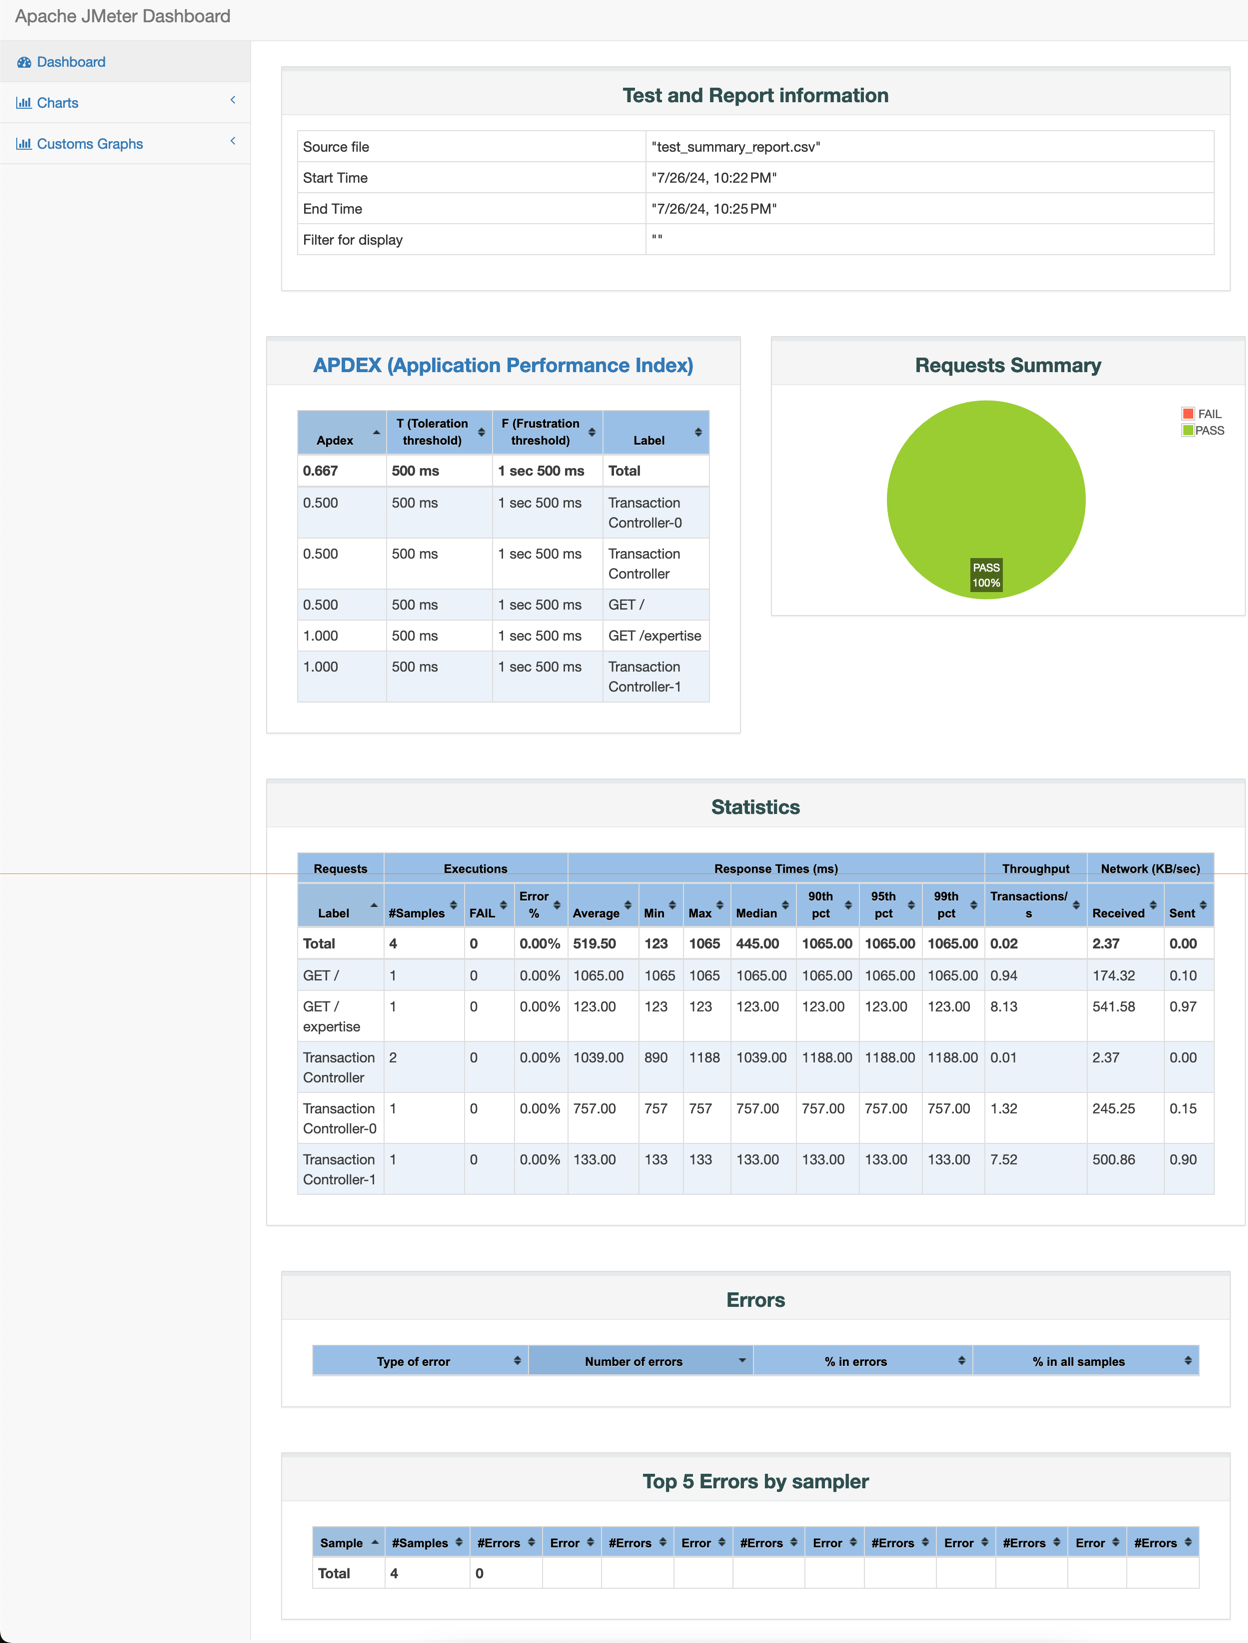 Apache JMeter Dashboard
Dashboard
Charts
Customs Graphs
Test and Report information
Source file "test_summary_report.csv"
Start Time "7/26/24, 10:22 PM"
End Time "7/26/24, 10:25 PM"
Filter for display ""
APDEX (Application Performance Index)
Apdex T (Toleration threshold) F (Frustration threshold) Label
0.667 500 ms 1 sec 500 ms Total
0.500 500 ms 1 sec 500 ms Transaction Controller-0
0.500 500 ms 1 sec 500 ms Transaction Controller
0.500 500 ms 1 sec 500 ms GET /
1.000 500 ms 1 sec 500 ms GET /expertise
1.000 500 ms 1 sec 500 ms Transaction Controller-1
Requests Summary
FAIL
PASS
PASS
100%
Statistics
Requests Executions Response Times (ms) Throughput Network (KB/sec)
Label #Samples FAIL Error % Average Min Max Median 90th pct 95th pct 99th pct Transactions/s Received Sent
Total 4 0 0.00% 519.50 123 1065 445.00 1065.00 1065.00 1065.00 0.02 2.37 0.00
GET / 1 0 0.00% 1065.00 1065 1065 1065.00 1065.00 1065.00 1065.00 0.94 174.32 0.10
GET /expertise 1 0 0.00% 123.00 123 123 123.00 123.00 123.00 123.00 8.13 541.58 0.97
Transaction Controller 2 0 0.00% 1039.00 890 1188 1039.00 1188.00 1188.00 1188.00 0.01 2.37 0.00
Transaction Controller-0 1 0 0.00% 757.00 757 757 757.00 757.00 757.00 757.00 1.32 245.25 0.15
Transaction Controller-1 1 0 0.00% 133.00 133 133 133.00 133.00 133.00 133.00 7.52 500.86 0.90
Errors
Type of error Number of errors % in errors % in all samples
Top 5 Errors by sampler
Sample #Samples #Errors Error #Errors Error #Errors Error #Errors Error #Errors Error #Errors
Total 4 0